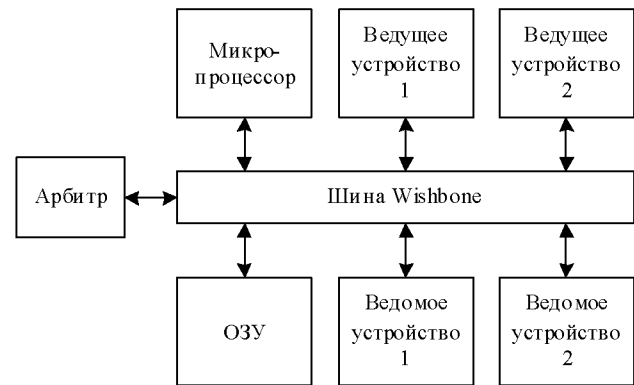 Микро-
процессор
Ведущее
устройство
1
Ведущее
устройство
2
Арбитр
Шина Wishbone
ОЗУ
Ведомое
устройство
1
Ведомое
устройство
2